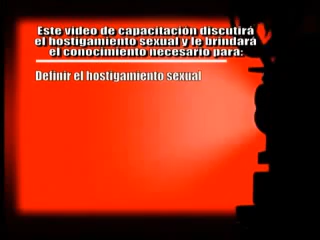 Este video de capacitación discutirá
el hostigamiento sexual y le brindará
el conocimiento necesario para:
Definir el hostigamiento sexual